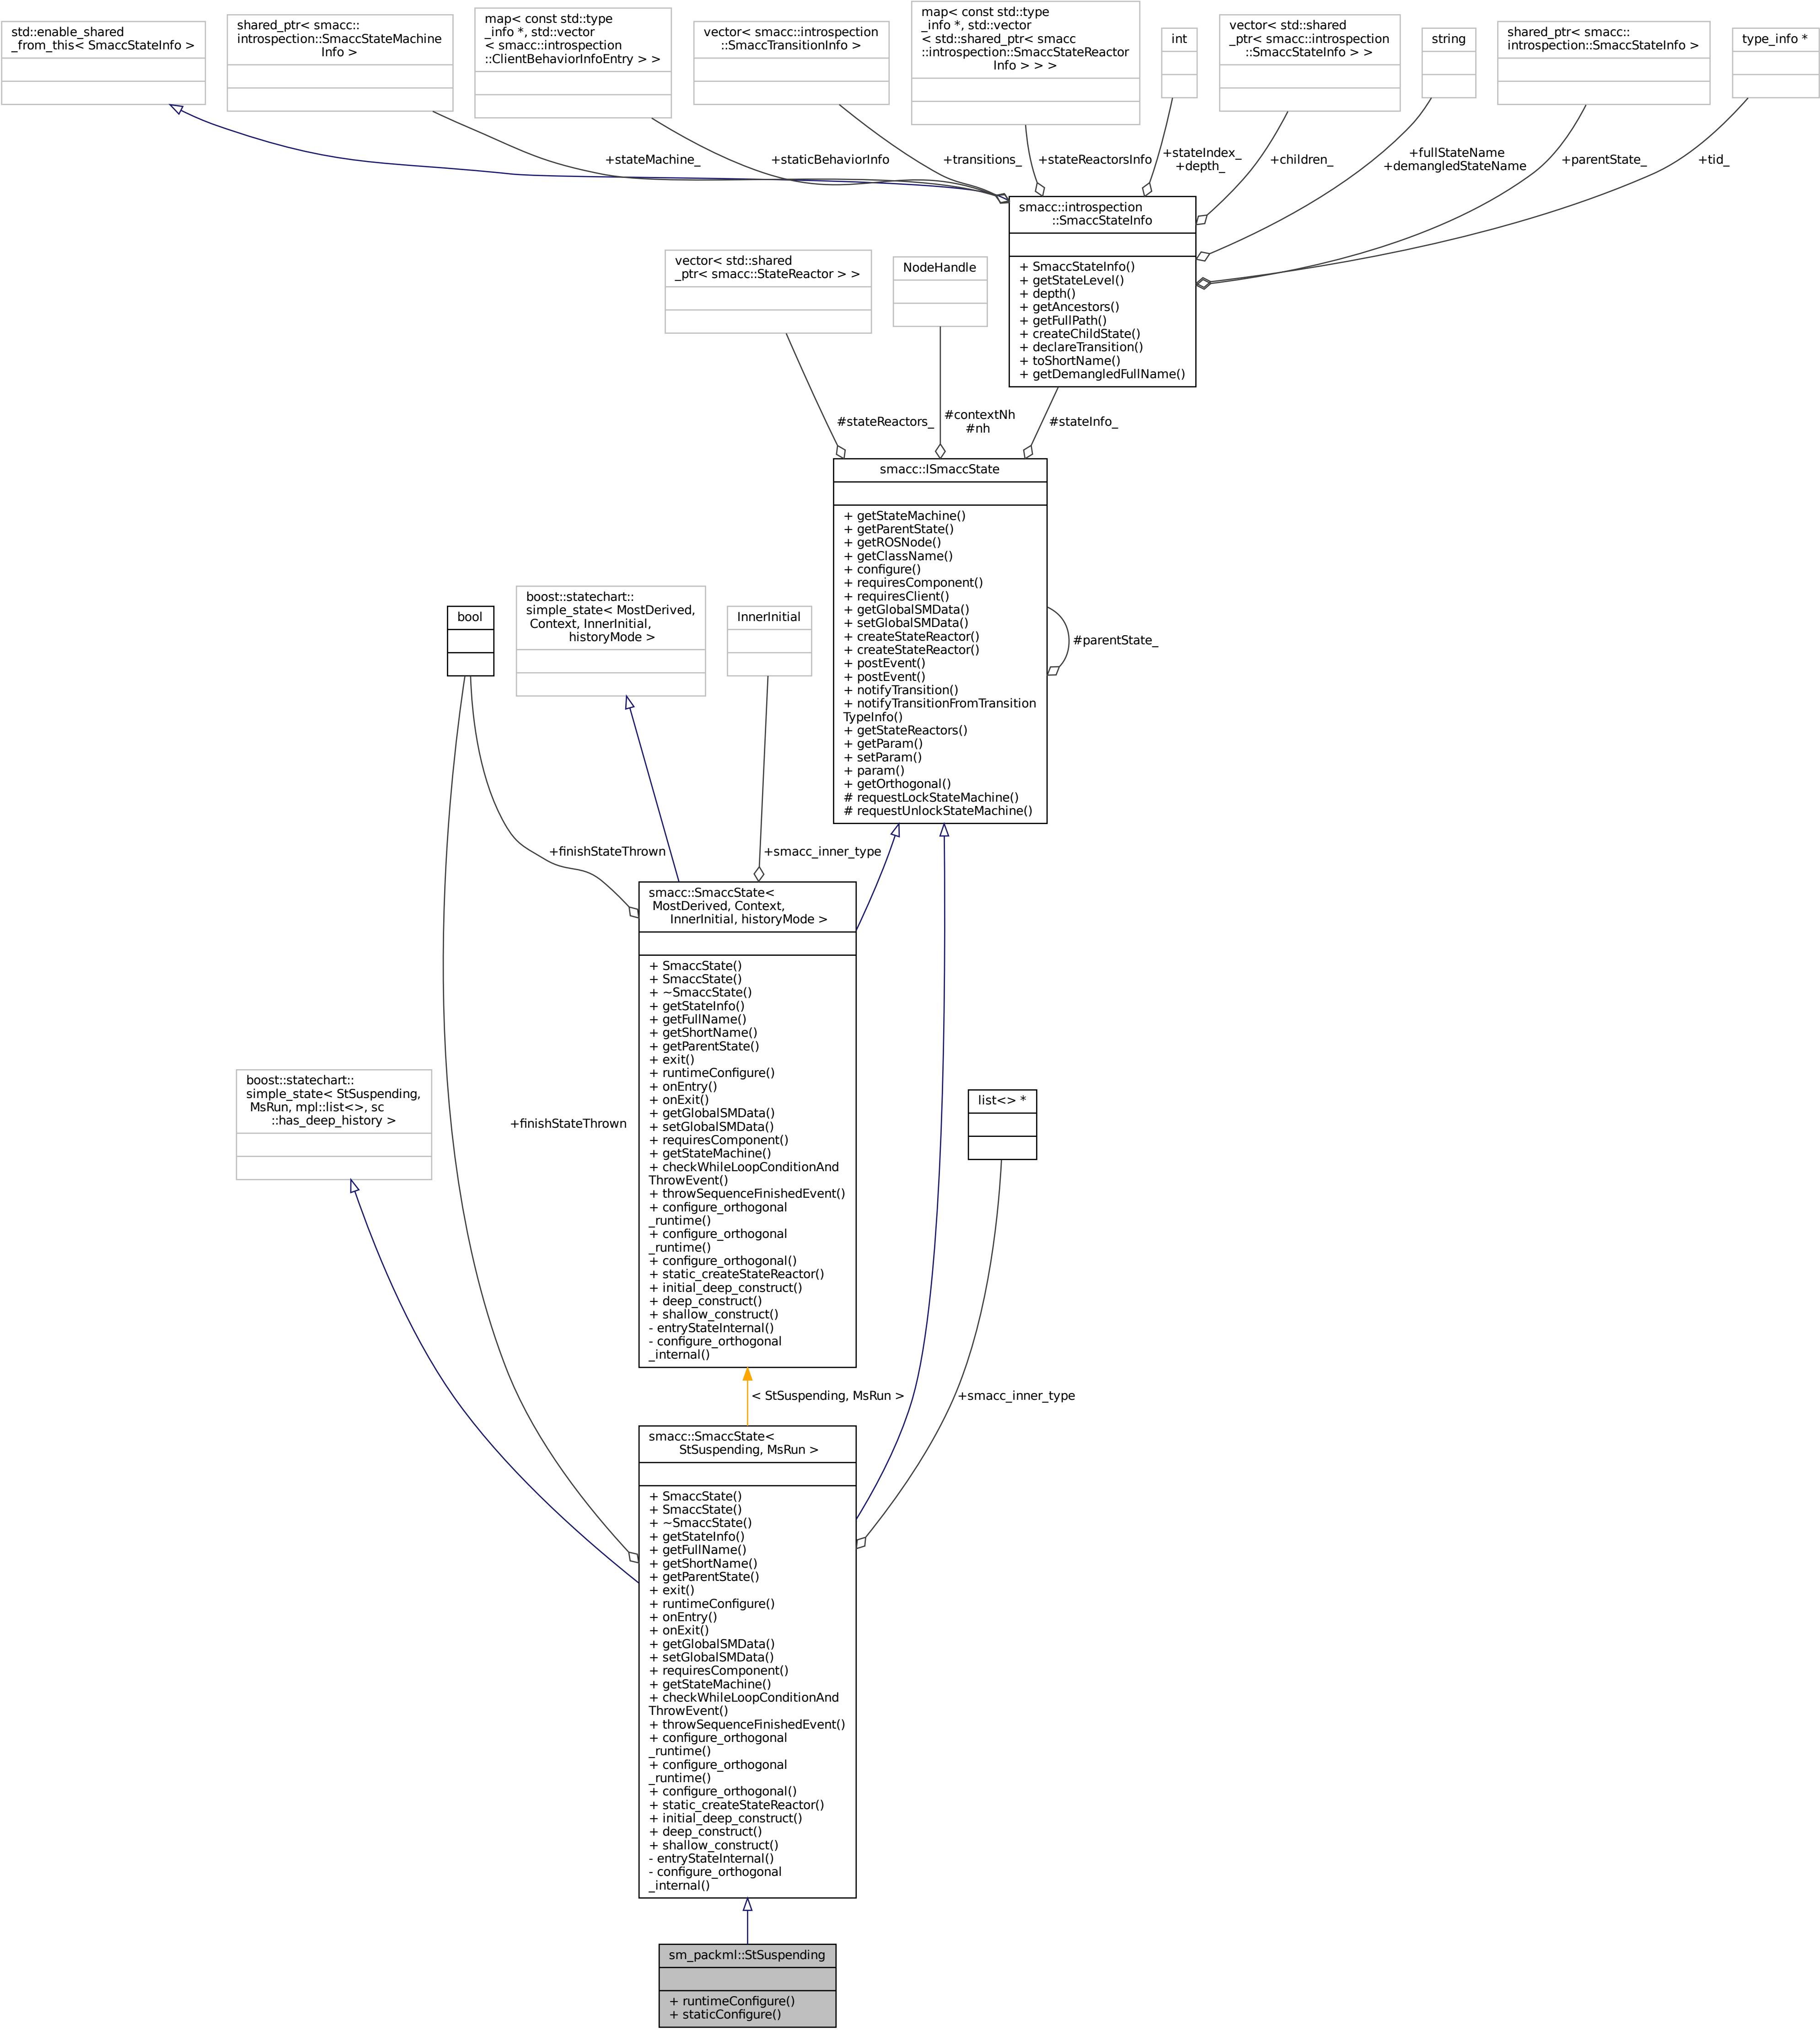 std::enable_shared
_from_this< SmaccStateInfo >
shared_ptr< smacc::
introspection::SmaccStateMachine
Info >
map< const std::type
_info *, std::vector
< smacc::introspection
::ClientBehaviorInfoEntry > >
vector< smacc::introspection
::SmaccTransitionInfo >
map< const std::type
_info *, std::vector
< std::shared_ptr< smacc
::introspection::SmaccStateReactor
Info > > >
int
vector< std::shared
_ptr< smacc::introspection
::SmaccStateInfo > >
string
shared_ptr< smacc::
introspection::SmaccStateInfo >
type_info *
+stateMachine_
+staticBehaviorInfo
+transitions_
+stateReactorsInfo
+stateIndex_
+depth_
+children_
+fullStateName
+demangledStateName
+parentState_
+tid_
smacc::introspection
::SmaccStateInfo
+ SmaccStateInfo()
+ getStateLevel()
+ depth()
+ getAncestors()
+ getFullPath()
+ createChildState()
+ declareTransition()
+ toShortName()
+ getDemangledFullName()
vector< std::shared
_ptr< smacc::StateReactor > >
NodeHandle
#stateReactors_
#contextNh
#nh
#stateInfo_
smacc::ISmaccState
+ getStateMachine()
+ getParentState()
+ getROSNode()
+ getClassName()
+ configure()
+ requiresComponent()
+ requiresClient()
+ getGlobalSMData()
+ setGlobalSMData()
+ createStateReactor()
+ createStateReactor()
+ postEvent()
+ postEvent()
+ notifyTransition()
+ notifyTransitionFromTransition
TypeInfo()
+ getStateReactors()
+ getParam()
+ setParam()
+ param()
+ getOrthogonal()
# requestLockStateMachine()
# requestUnlockStateMachine()
#parentState_
bool
boost::statechart::
simple_state< MostDerived,
Context, InnerInitial,
historyMode >
InnerInitial
+finishStateThrown
+smacc_inner_type
smacc::SmaccState<
MostDerived, Context,
InnerInitial, historyMode >
+ SmaccState()
+ SmaccState()
+ ~SmaccState()
+ getStateInfo()
+ getFullName()
+ getShortName()
+ getParentState()
+ exit()
+ runtimeConfigure()
+ onEntry()
+ onExit()
+ getGlobalSMData()
+ setGlobalSMData()
+ requiresComponent()
+ getStateMachine()
+ checkWhileLoopConditionAnd
ThrowEvent()
+ throwSequenceFinishedEvent()
+ configure_orthogonal
_runtime()
+ configure_orthogonal
_runtime()
+ configure_orthogonal()
+ static_createStateReactor()
+ initial_deep_construct()
+ deep_construct()
+ shallow_construct()
- entryStateInternal()
- configure_orthogonal
_internal()
boost::statechart::
simple_state< StSuspending,
MsRun, mpl::list<>, sc
::has_deep_history >
+finishStateThrown
list<> *
< StSuspending, MsRun >
+smacc_inner_type
smacc::SmaccState<
StSuspending, MsRun >
+ SmaccState()
+ SmaccState()
+ ~SmaccState()
+ getStateInfo()
+ getFullName()
+ getShortName()
+ getParentState()
+ exit()
+ runtimeConfigure()
+ onEntry()
+ onExit()
+ getGlobalSMData()
+ setGlobalSMData()
+ requiresComponent()
+ getStateMachine()
+ checkWhileLoopConditionAnd
ThrowEvent()
+ throwSequenceFinishedEvent()
+ configure_orthogonal
_runtime()
+ configure_orthogonal
_runtime()
+ configure_orthogonal()
+ static_createStateReactor()
+ initial_deep_construct()
+ deep_construct()
+ shallow_construct()
- entryStateInternal()
- configure_orthogonal
_internal()
sm_packml::StSuspending
+ runtimeConfigure()
+ staticConfigure()